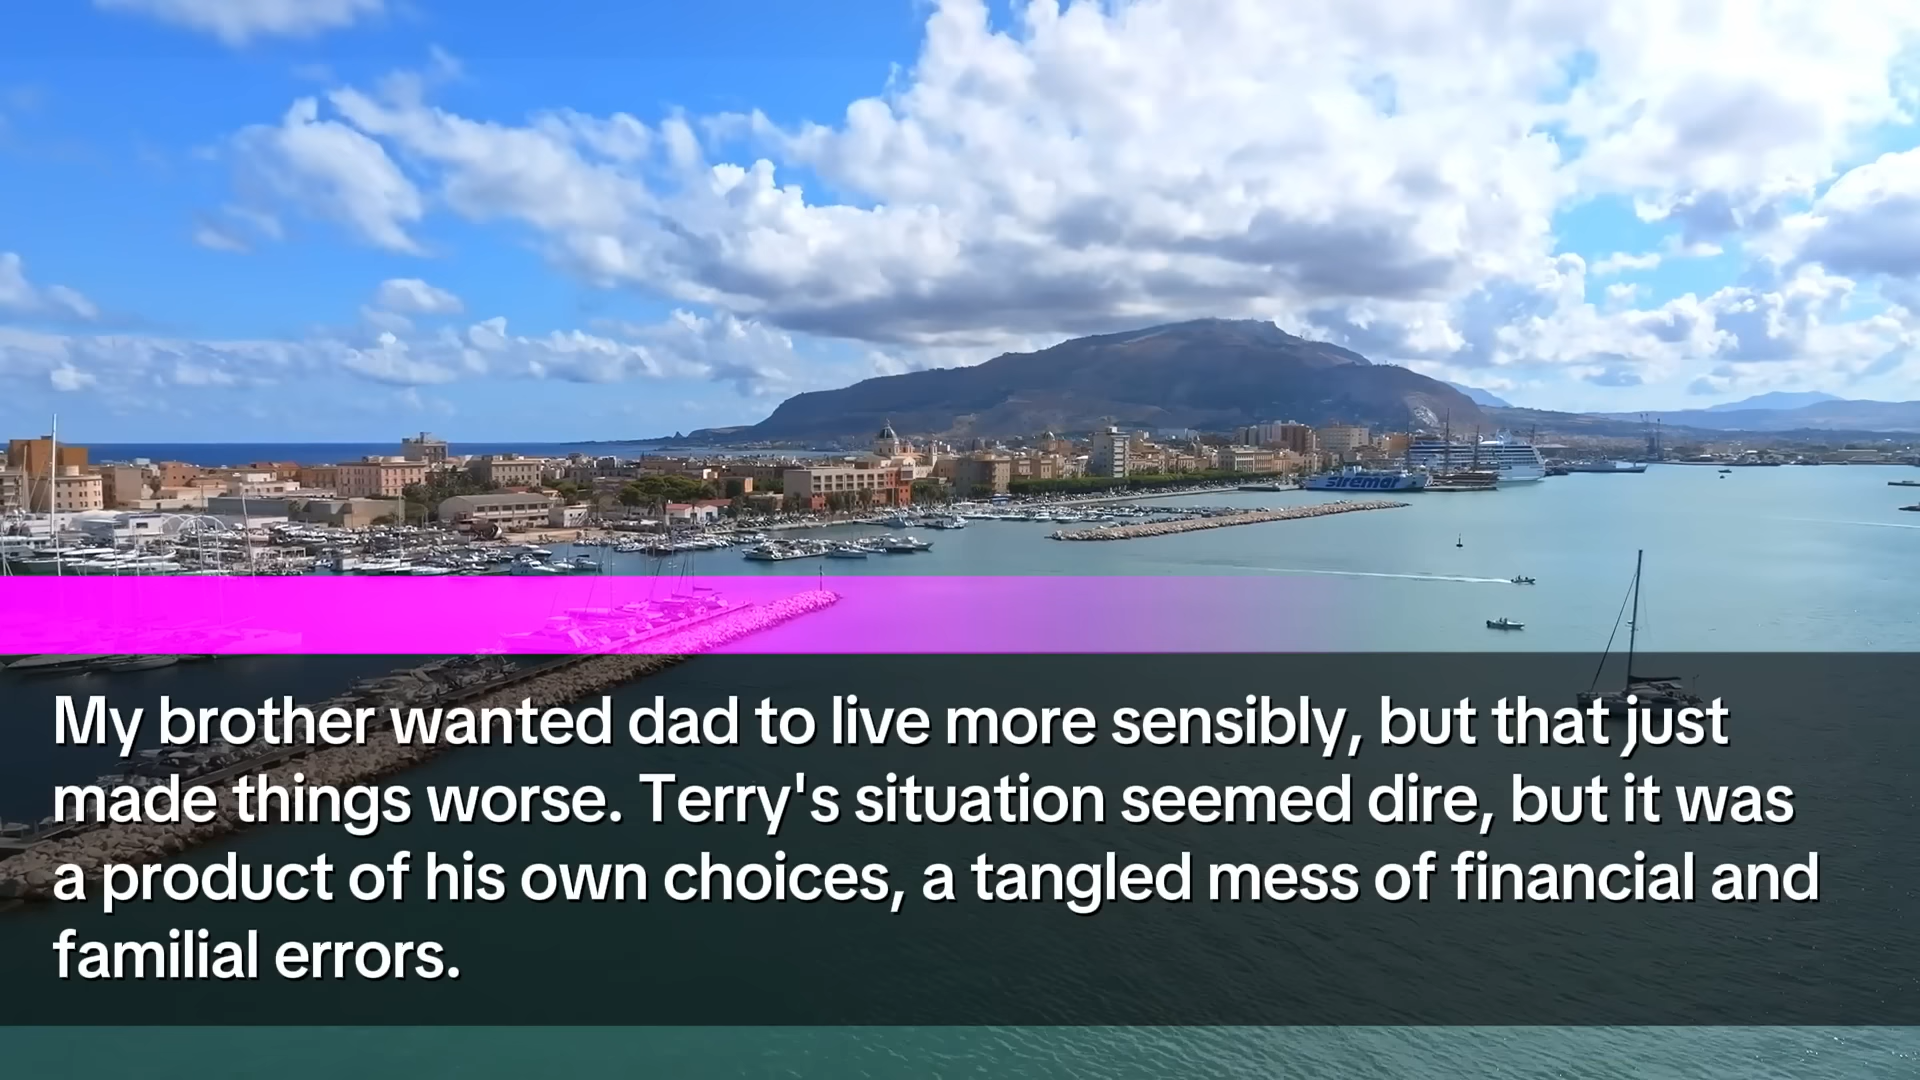 siremar
My brother wanted dad to live more sensibly, but that just
made things worse. Terry's situation seemed dire, but it was
a product of his own choices, a tangled mess of financial and
familial errors.